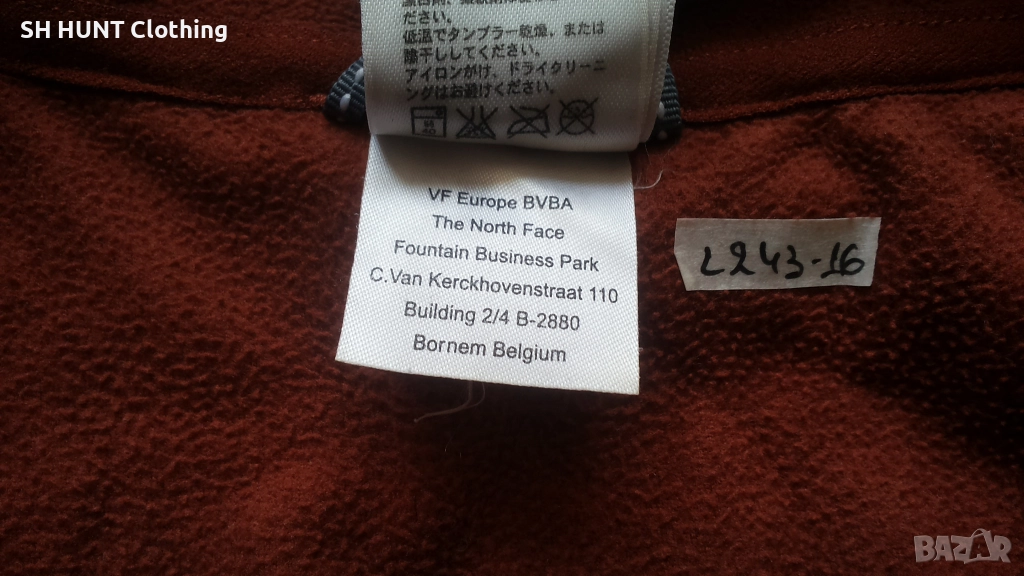 SH HUNT Clothing
ださい。
低温でタンブラー乾燥、または
陰干ししてください。
アイロンがけ、ドライクリーニ
ングはお避けください。
VF Europe BVBA
The North Face
Fountain Business Park
C.Van Kerckhovenstraat 110
Building 2/4 B-2880
Bornem Belgium
L243-16
BAZAR